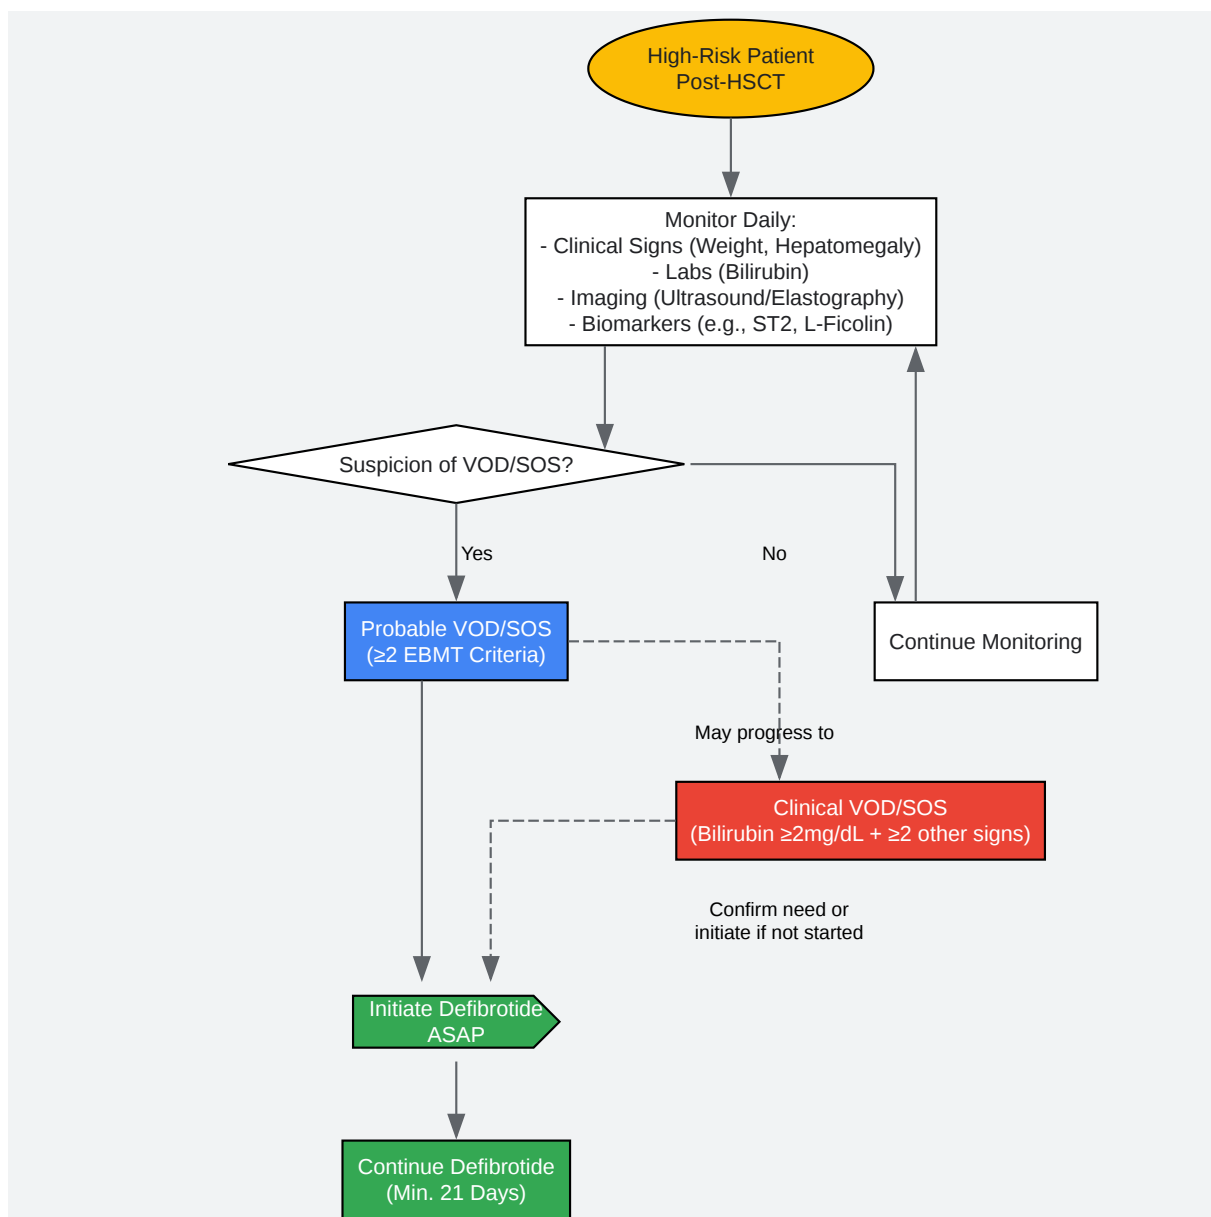 High-Risk Patient
Post-HSCT
Monitor Daily:
- Clinical Signs (Weight, Hepatomegaly)
- Labs (Bilirubin)
- Imaging (Ultrasound/Elastography)
- Biomarkers (e.g., ST2, L-Ficolin)
Suspicion of VOD/SOS?
Yes
No
Probable VOD/SOS
(≥2 EBMT Criteria)
Continue Monitoring
May progress to
Clinical VOD/SOS
(Bilirubin ≥2mg/dL + ≥2 other signs)
Confirm need or
initiate if not started
Initiate Defibrotide
ASAP
Continue Defibrotide
(Min. 21 Days)